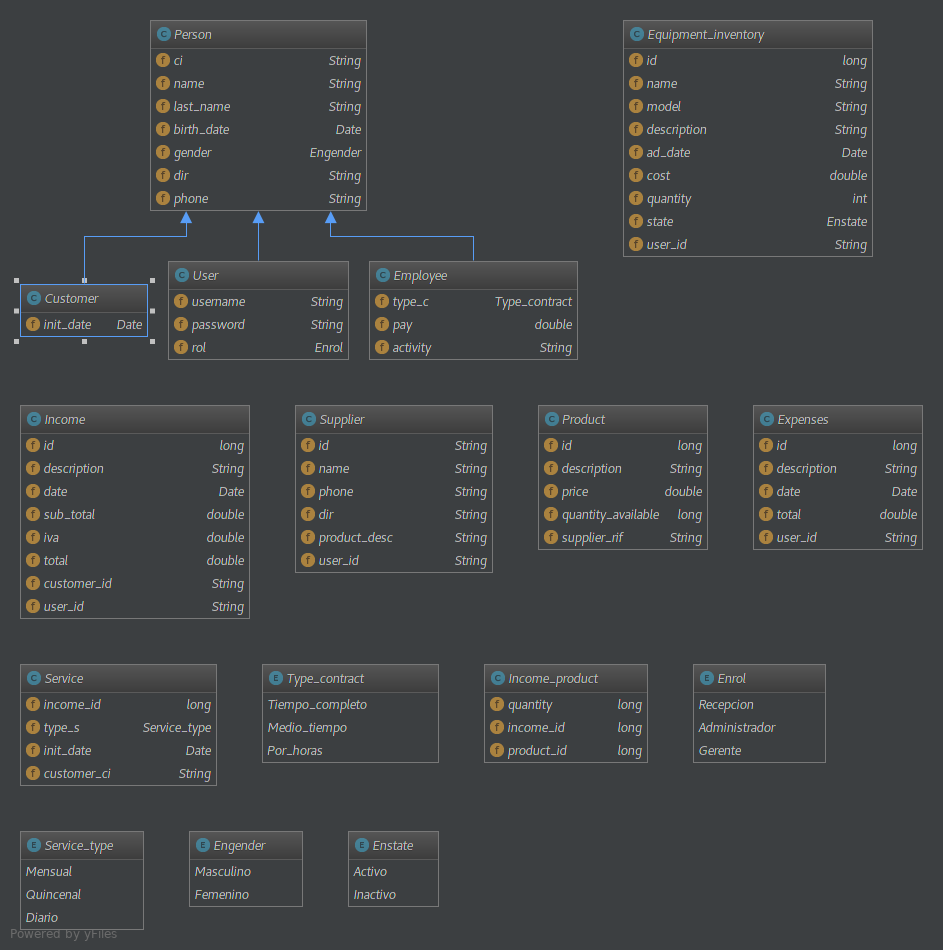 C Person
f ci String
f name String
f last_name String
f birth_date Date
f gender Engender
f dir String
f phone String
C Equipment_inventory
f id long
f name String
f model String
f description String
f ad_date Date
f cost double
f quantity int
f state Enstate
f user_id String
C Customer
f init_date Date
C User
f username String
f password String
f rol Enrol
C Employee
f type_c Type_contract
f pay double
f activity String
C Income
f id long
f description String
f date Date
f sub_total double
f iva double
f total double
f customer_id String
f user_id String
C Supplier
f id String
f name String
f phone String
f dir String
f product_desc String
f user_id String
C Product
f id long
f description String
f price double
f quantity_available long
f supplier_rif String
C Expenses
f id long
f description String
f date Date
f total double
f user_id String
C Service
f income_id long
f type_s Service_type
f init_date Date
f customer_ci String
E Type_contract
Tiempo_completo
Medio_tiempo
Por_horas
C Income_product
f quantity long
f income_id long
f product_id long
E Enrol
Recepcion
Administrador
Gerente
E Service_type
Mensual
Quincenal
Diario
E Engender
Masculino
Femenino
E Enstate
Activo
Inactivo
Powered by yFiles